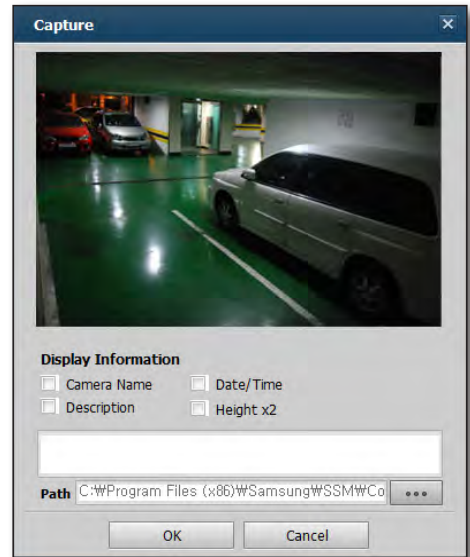 Capture
Display Information
Camera Name
Date/Time
Description
Height x2
Path C:₩Program Files (x86)₩Samsung₩SSM₩Co
OK
Cancel